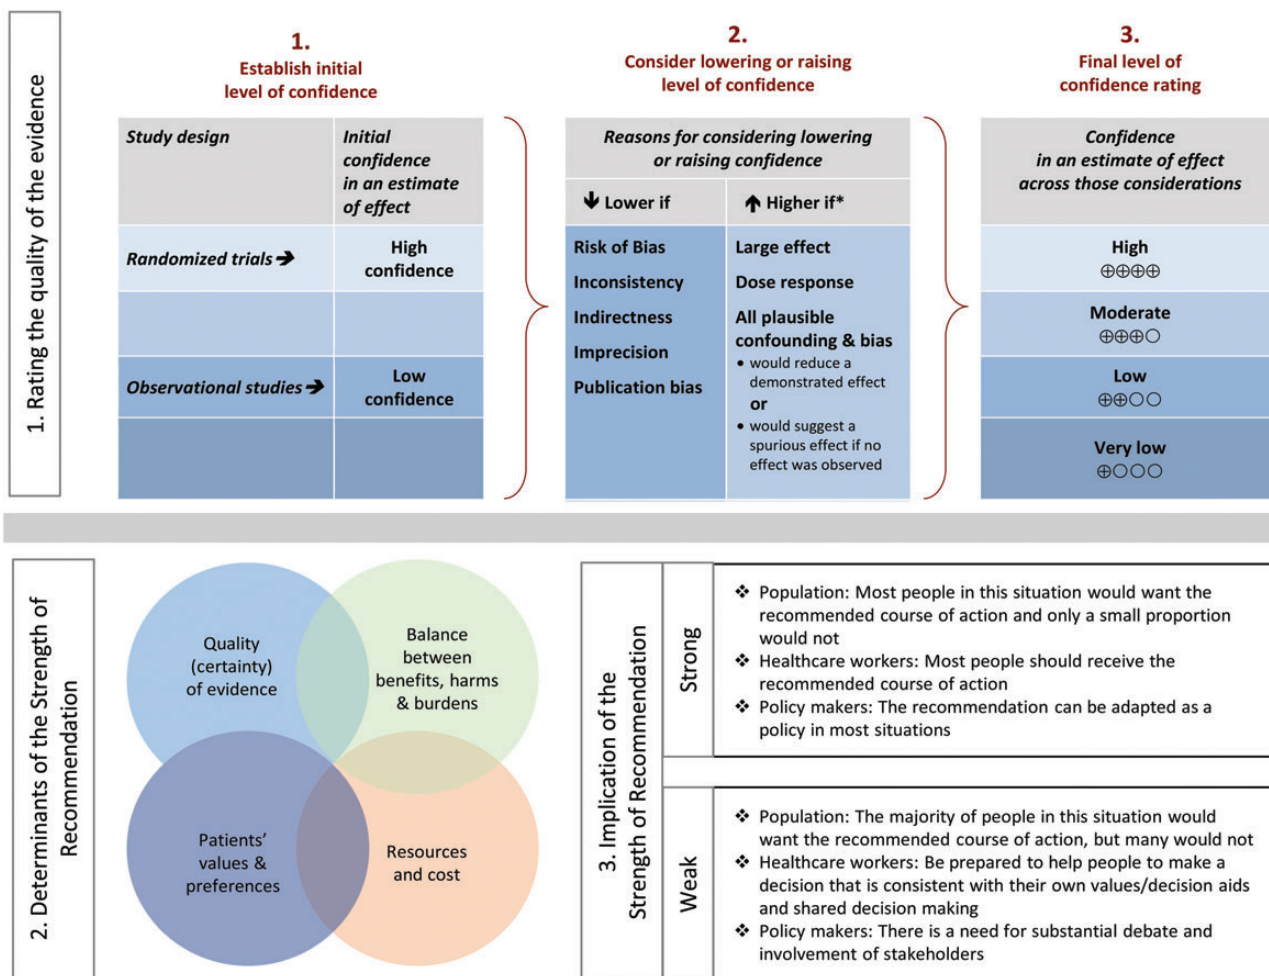 1. Rating the quality of the evidence
1.
Establish initial
level of confidence
Study design
Initial
confidence
in an estimate
of effect
Randomized trials ➔
High
confidence
Observational studies ➔
Low
confidence
2.
Consider lowering or raising
level of confidence
Reasons for considering lowering
or raising confidence
🡻 Lower if
🡹 Higher if*
Risk of Bias
Inconsistency
Indirectness
Imprecision
Publication bias
Large effect
Dose response
All plausible
confounding & bias
• would reduce a
demonstrated effect
or
• would suggest a
spurious effect if no
effect was observed
3.
Final level of
confidence rating
Confidence
in an estimate of effect
across those considerations
High
⊕⊕⊕⊕
Moderate
⊕⊕⊕○
Low
⊕⊕○○
Very low
⊕○○○
2. Determinants of the Strength of
Recommendation
Quality
(certainty)
of evidence
Balance
between
benefits, harms
& burdens
Patients’
values &
preferences
Resources
and cost
3. Implication of the
Strength of Recommendation
Strong
❖ Population: Most people in this situation would want the
recommended course of action and only a small proportion
would not
❖ Healthcare workers: Most people should receive the
recommended course of action
❖ Policy makers: The recommendation can be adapted as a
policy in most situations
Weak
❖ Population: The majority of people in this situation would
want the recommended course of action, but many would not
❖ Healthcare workers: Be prepared to help people to make a
decision that is consistent with their own values/decision aids
and shared decision making
❖ Policy makers: There is a need for substantial debate and
involvement of stakeholders